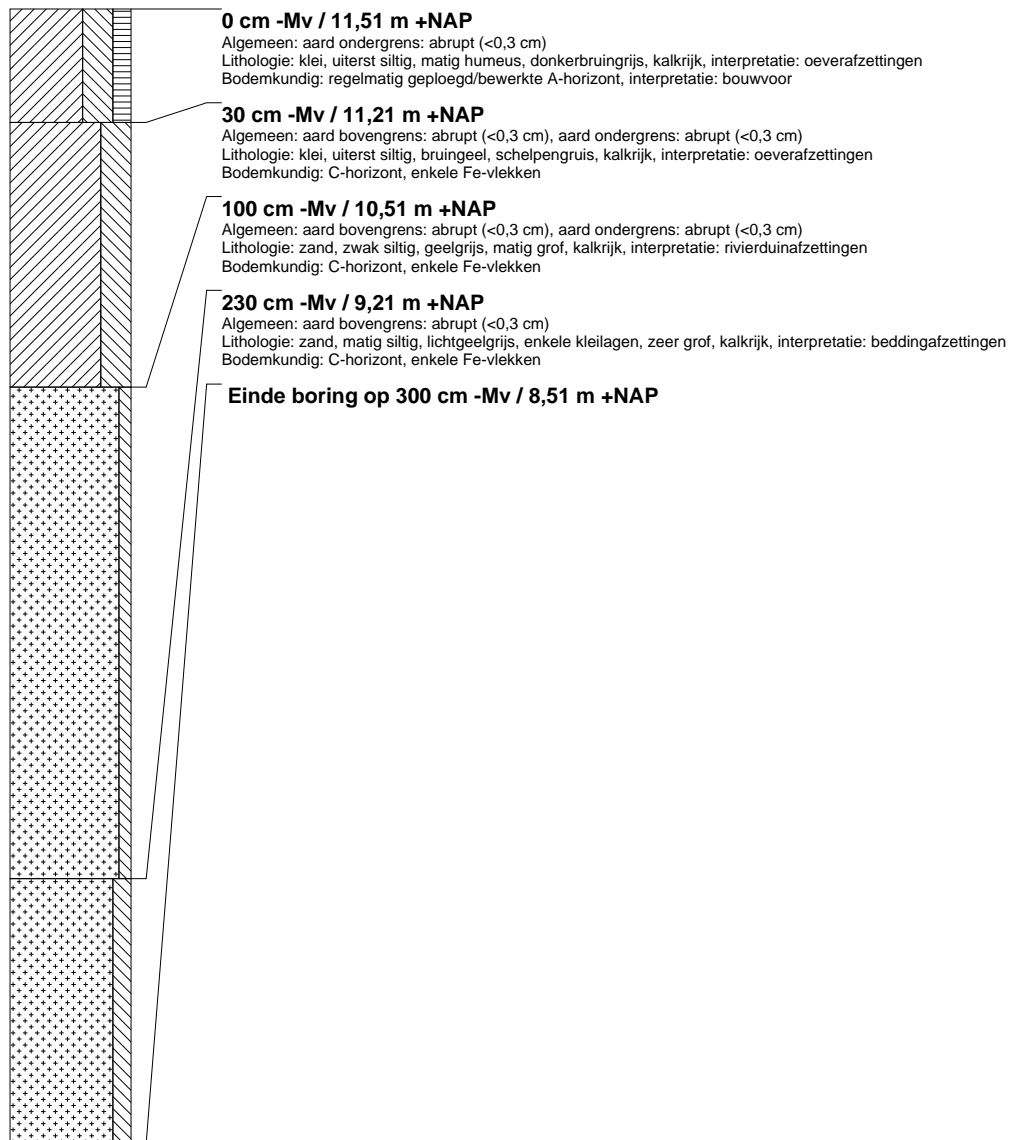 0 cm -Mv / 11,51 m +NAP
Algemeen: aard ondergrens: abrupt (<0,3 cm)
Lithologie: klei, uiterst siltig, matig humeus, donkerbruingrijs, kalkrijk, interpretatie: oeverafzettingen
Bodemkundig: regelmatig geploegd/bewerkte A-horizont, interpretatie: bouwvoor
30 cm -Mv / 11,21 m +NAP
Algemeen: aard bovengrens: abrupt (<0,3 cm), aard ondergrens: abrupt (<0,3 cm)
Lithologie: klei, uiterst siltig, bruingeel, schelpengruis, kalkrijk, interpretatie: oeverafzettingen
Bodemkundig: C-horizont, enkele Fe-vlekken
100 cm -Mv / 10,51 m +NAP
Algemeen: aard bovengrens: abrupt (<0,3 cm), aard ondergrens: abrupt (<0,3 cm)
Lithologie: zand, zwak siltig, geelgrijs, matig grof, kalkrijk, interpretatie: rivierduinafzettingen
Bodemkundig: C-horizont, enkele Fe-vlekken
230 cm -Mv / 9,21 m +NAP
Algemeen: aard bovengrens: abrupt (<0,3 cm)
Lithologie: zand, matig siltig, lichtgeelgrijs, enkele kleilagen, zeer grof, kalkrijk, interpretatie: beddingafzettingen
Bodemkundig: C-horizont, enkele Fe-vlekken
Einde boring op 300 cm -Mv / 8,51 m +NAP